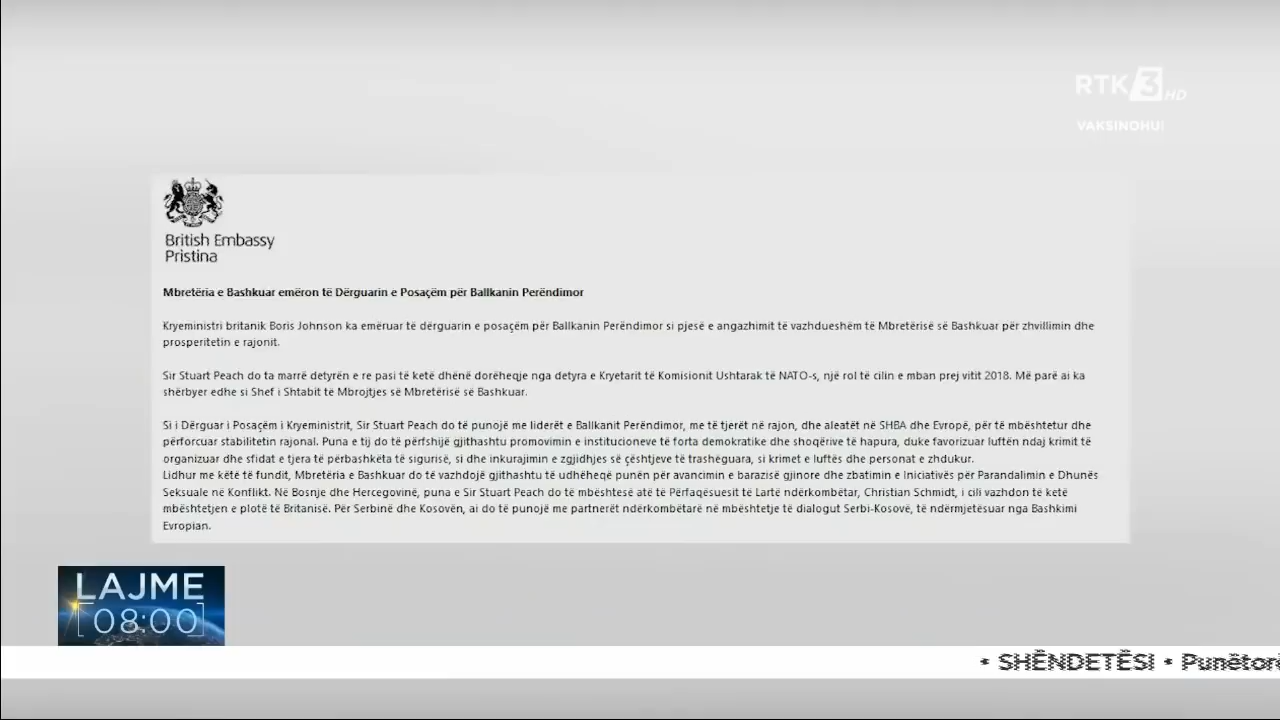 RTK 3 HD
VAKSINOHU!
British Embassy
Pristina
Mbretëria e Bashkuar emëron të Dërguarin e Posaçëm për Ballkanin Perëndimor
Kryeministri britanik Boris Johnson ka emëruar të dërguarin e posaçëm për Ballkanin Perëndimor si pjesë e angazhimit të vazhdueshëm të Mbretërisë së Bashkuar për zhvillimin dhe
prosperitetin e rajonit.
Sir Stuart Peach do ta marrë detyrën e re pasi të ketë dhënë dorëheqje nga detyra e Kryetarit të Komisionit Ushtarak të NATO-s, një rol të cilin e mban prej vitit 2018. Më parë ai ka
shërbyer edhe si Shef i Shtabit të Mbrojtjes së Mbretërisë së Bashkuar.
Si i Dërguar i Posaçëm i Kryeministrit, Sir Stuart Peach do të punojë me liderët e Ballkanit Perëndimor, me të tjerët në rajon, dhe aleatët në SHBA dhe Evropë, për të mbështetur dhe
përforcuar stabilitetin rajonal. Puna e tij do të përfshijë gjithashtu promovimin e institucioneve të forta demokratike dhe shoqërive të hapura, duke favorizuar luftën ndaj krimit të
organizuar dhe sfidat e tjera të përbashkëta të sigurisë, si dhe inkurajimin e zgjidhjes së çështjeve të trashëguara, si krimet e luftës dhe personat e zhdukur.
Lidhur me këtë të fundit, Mbretëria e Bashkuar do të vazhdojë gjithashtu të udhëheqë punën për avancimin e barazisë gjinore dhe zbatimin e Iniciativës për Parandalimin e Dhunës
Seksuale në Konflikt. Në Bosnje dhe Hercegovinë, puna e Sir Stuart Peach do të mbështesë atë të Përfaqësuesit të Lartë ndërkombëtar, Christian Schmidt, i cili vazhdon të ketë
mbështetjen e plotë të Britanisë. Për Serbinë dhe Kosovën, ai do të punojë me partnerët ndërkombëtarë në mbështetje të dialogut Serbi-Kosovë, të ndërmjetësuar nga Bashkimi
Evropian.
LAJME
[08:00]
• SHËNDETËSI • Punëtorë